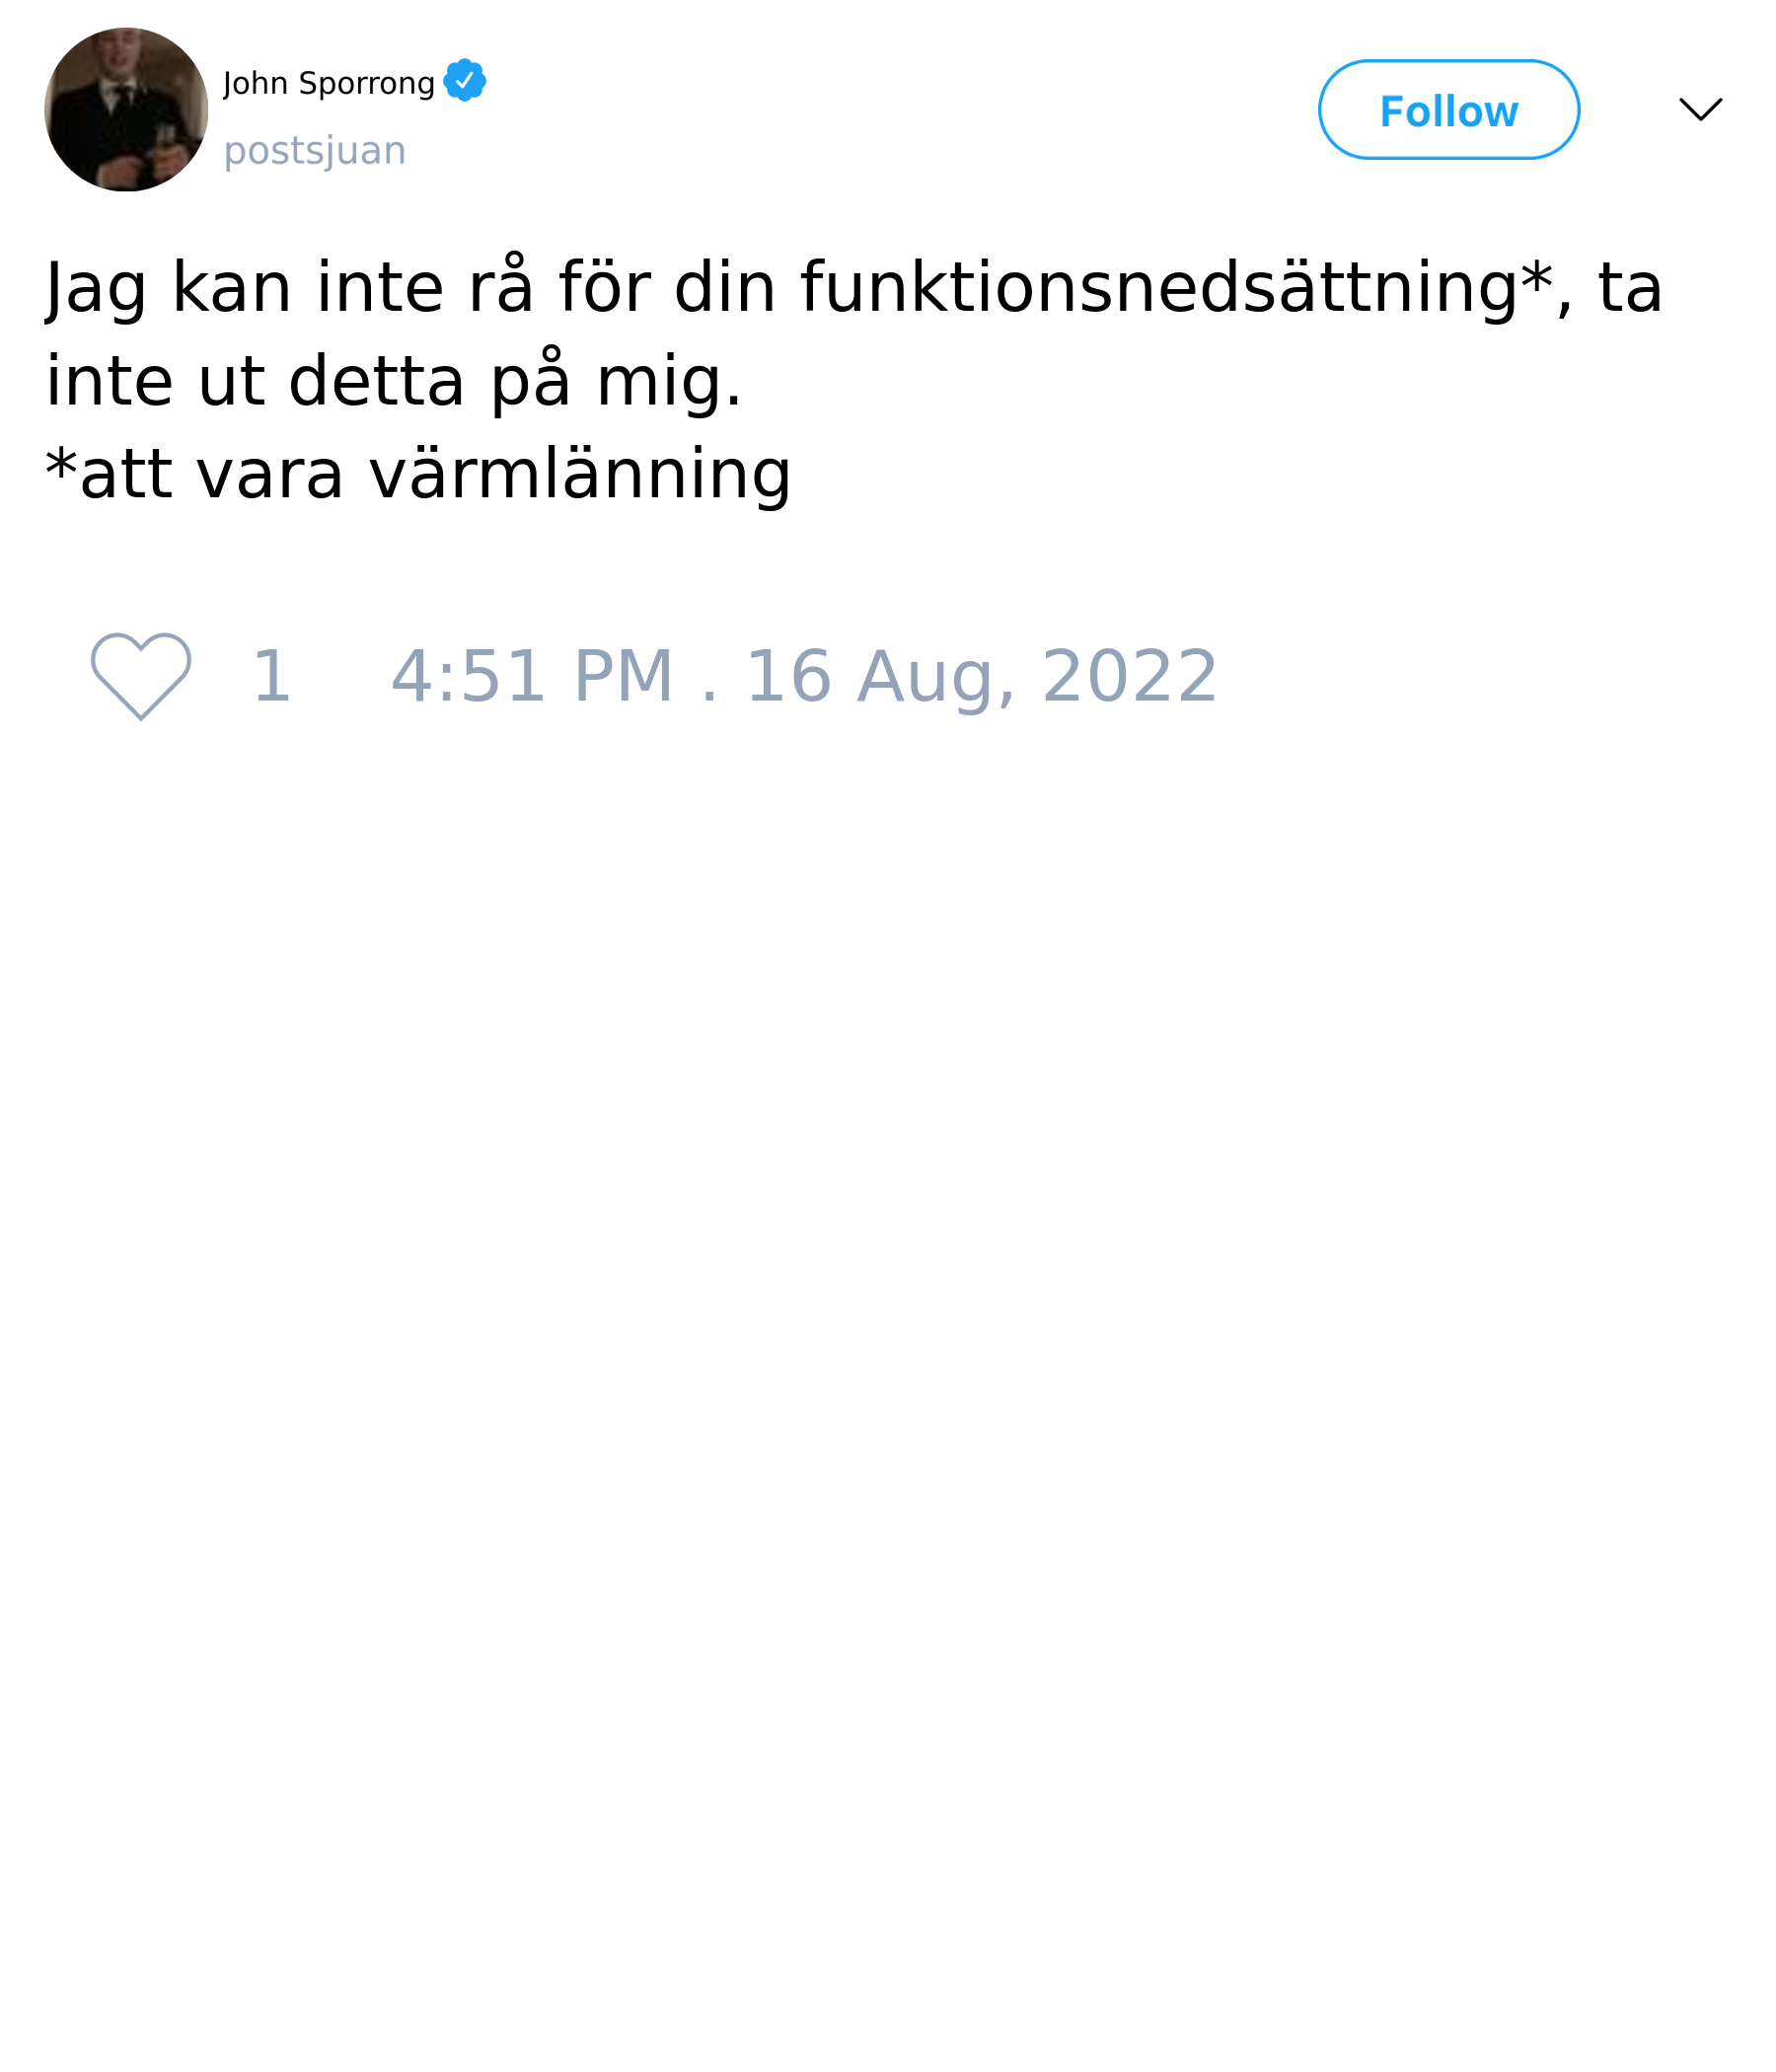 John Sporrong
postsjuan
Follow
Jag kan inte rå för din funktionsnedsättning*, ta
inte ut detta på mig.
*att vara värmlänning
1 4:51 PM . 16 Aug, 2022